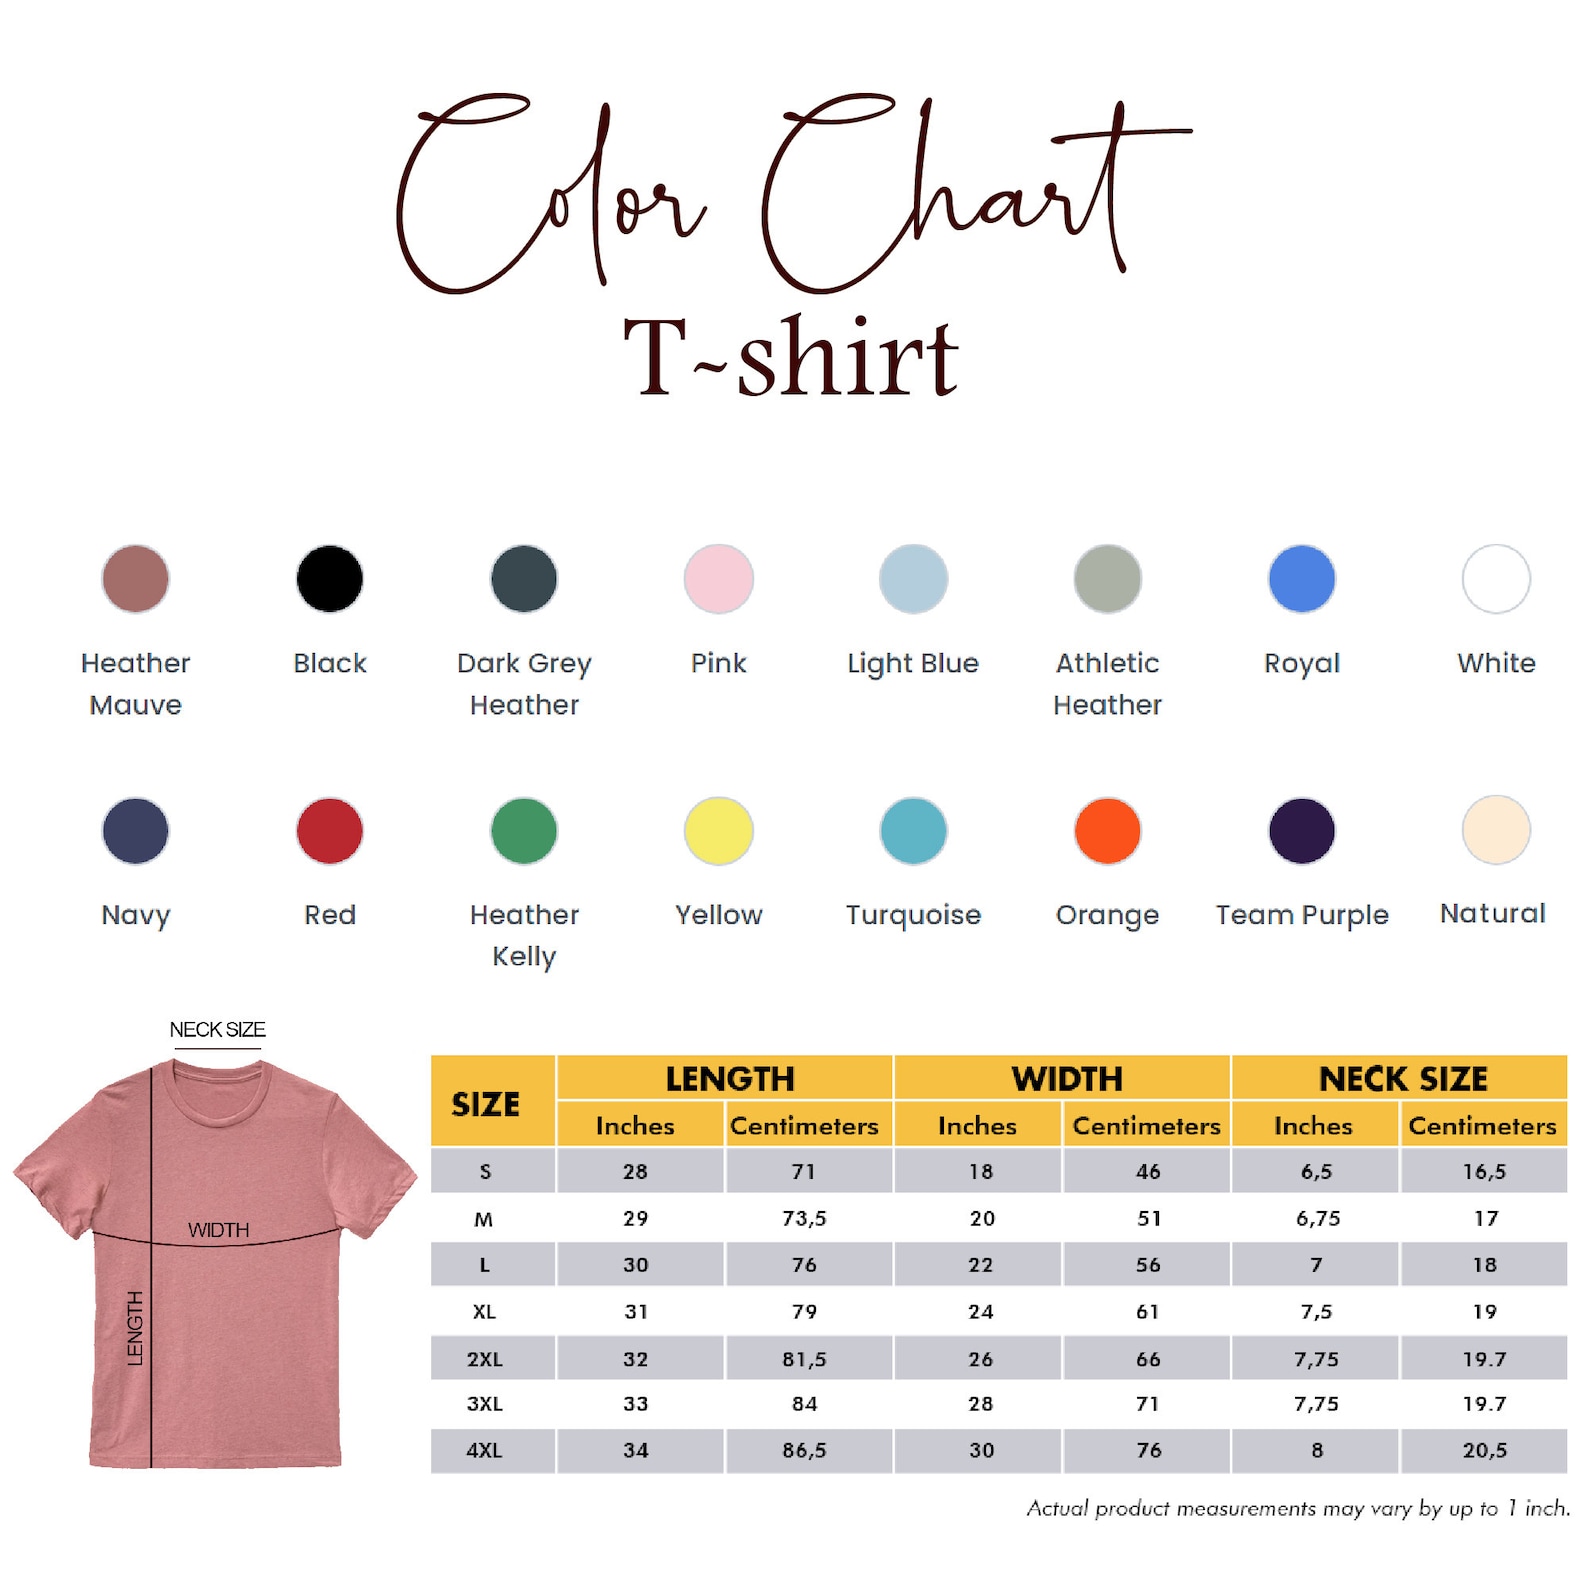 Color Chart
T-shirt
Heather Mauve
Black
Dark Grey Heather
Pink
Light Blue
Athletic Heather
Royal
White
Navy
Red
Heather Kelly
Yellow
Turquoise
Orange
Team Purple
Natural
NECK SIZE
WIDTH
LENGTH
SIZE LENGTH WIDTH NECK SIZE
Inches Centimeters Inches Centimeters Inches Centimeters
S 28 71 18 46 6,5 16,5
M 29 73,5 20 51 6,75 17
L 30 76 22 56 7 18
XL 31 79 24 61 7,5 19
2XL 32 81,5 26 66 7,75 19.7
3XL 33 84 28 71 7,75 19.7
4XL 34 86,5 30 76 8 20,5
Actual product measurements may vary by up to 1 inch.